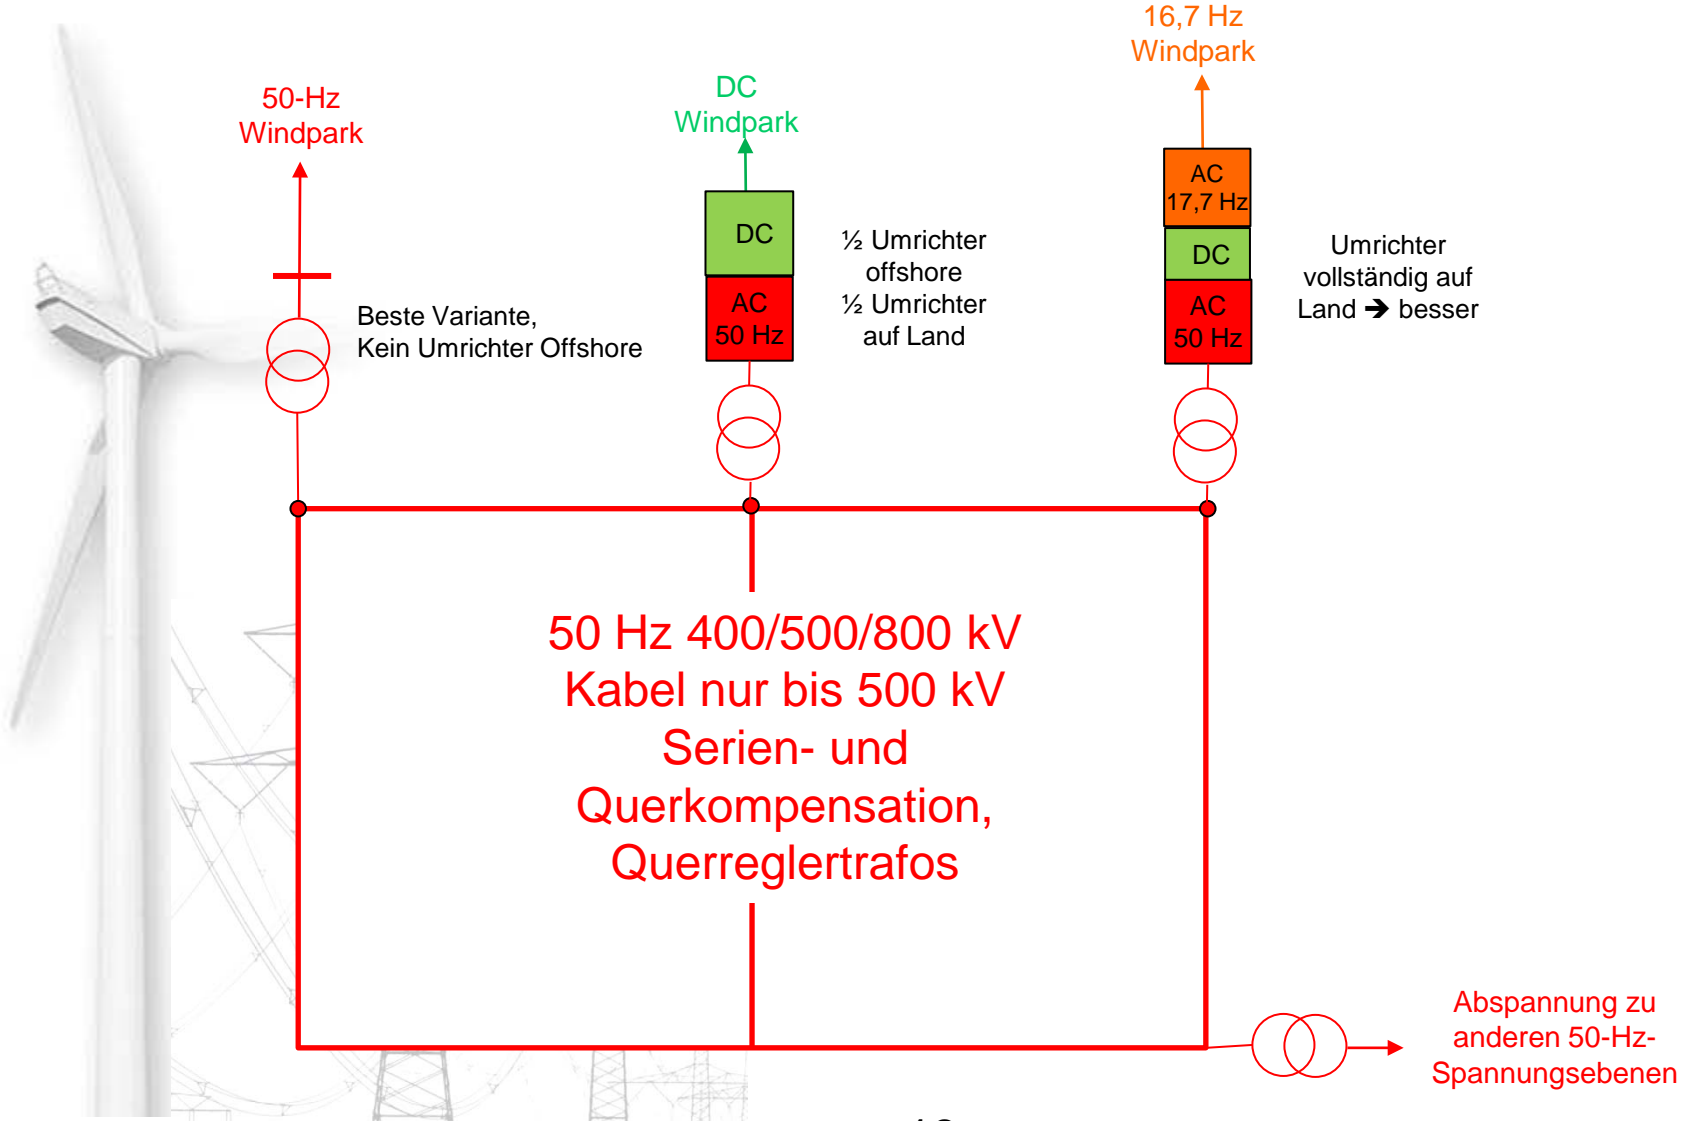 16,7 Hz
Windpark
50-Hz
Windpark
DC
Windpark
AC
17,7 Hz
DC
AC
50 Hz
DC
AC
50 Hz
½ Umrichter
offshore
½ Umrichter
auf Land
Umrichter
vollständig auf
Land ➔ besser
Beste Variante,
Kein Umrichter Offshore
50 Hz 400/500/800 kV
Kabel nur bis 500 kV
Serien- und
Querkompensation,
Querreglertrafos
Abspannung zu
anderen 50-Hz-
Spannungsebenen